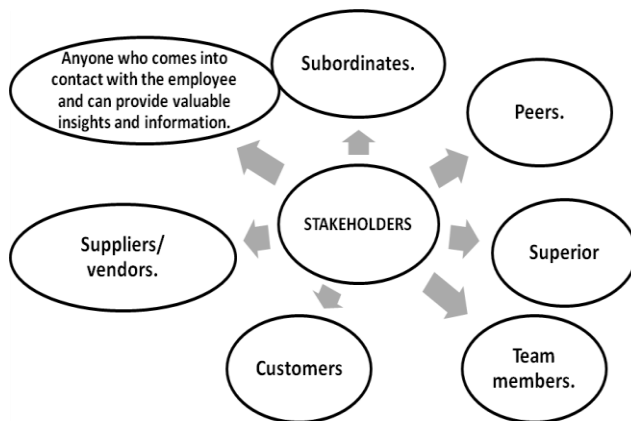 Anyone who comes into
contact with the employee
and can provide valuable
insights and information.
Subordinates.
Peers.
STAKEHOLDERS
Suppliers/
vendors.
Superior
Customers
Team
members.